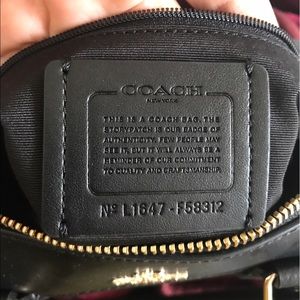 COACH
NEW YORK
THIS IS A COACH BAG. THE
STORYPATCH IS OUR BADGE OF
AUTHENTICITY. FEW PEOPLE MAY
SEE IT, BUT IT WILL ALWAYS BE A
REMINDER OF OUR COMMITMENT
TO QUALITY AND CRAFTSMANSHIP.
Nº L1647 -F58312